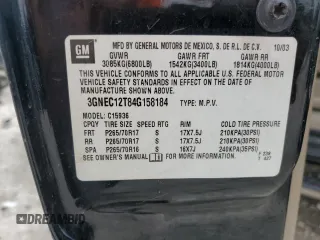 GM
MFD BY GENERAL MOTORS DE MEXICO, S. DE R.L. DE C.V. 10/03
GVWR GAWR FRT GAWR RR
3085KG(6800LB) 1542KG(3400LB) 1814KG(4000LB)
THIS VEHICLE CONFORMS TO ALL APPLICABLE U.S. FEDERAL
MOTOR VEHICLE SAFETY AND THEFT PREVENTION STANDARDS
IN EFFECT ON THE DATE OF
MANUFACTURE SHOWN ABOVE.
3GNEC12T84G158184 TYPE: M.P.V.
MODEL: C15936
CPQY TIRE SIZE SPEED RTG RIM COLD TIRE PRESSURE
FRT P265/70R17 S 17X7.5J 210KPA(30PSI)
RR P265/70R17 S 17X7.5J 210KPA(30PSI)
SPA P265/70R16 S 16X7J 240KPA(35PSI)
SEE OWNER'S MANUAL FOR ADDITIONAL INFORMATION.